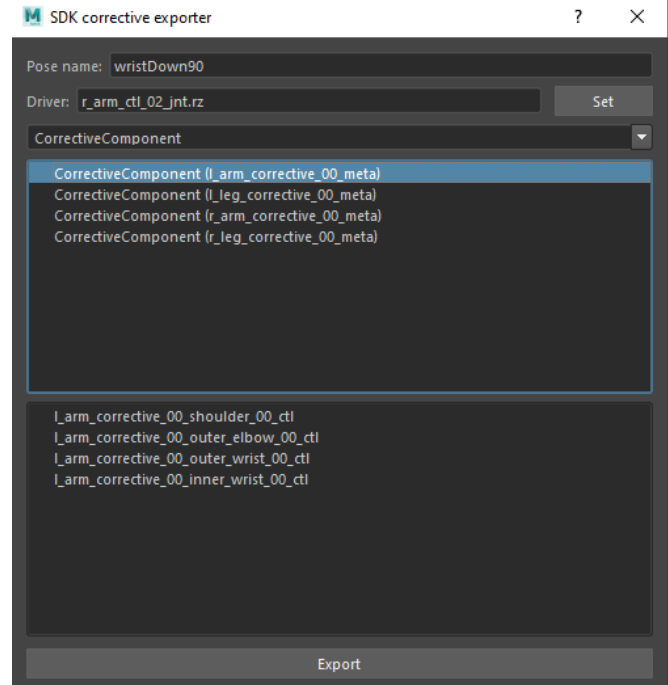 SDK corrective exporter ? ×
Pose name: wristDown90
Driver: r_arm_ctl_02_jnt.rz Set
CorrectiveComponent
CorrectiveComponent (l_arm_corrective_00_meta)
CorrectiveComponent (l_leg_corrective_00_meta)
CorrectiveComponent (r_arm_corrective_00_meta)
CorrectiveComponent (r_leg_corrective_00_meta)
l_arm_corrective_00_shoulder_00_ctl
l_arm_corrective_00_outer_elbow_00_ctl
l_arm_corrective_00_outer_wrist_00_ctl
l_arm_corrective_00_inner_wrist_00_ctl
Export